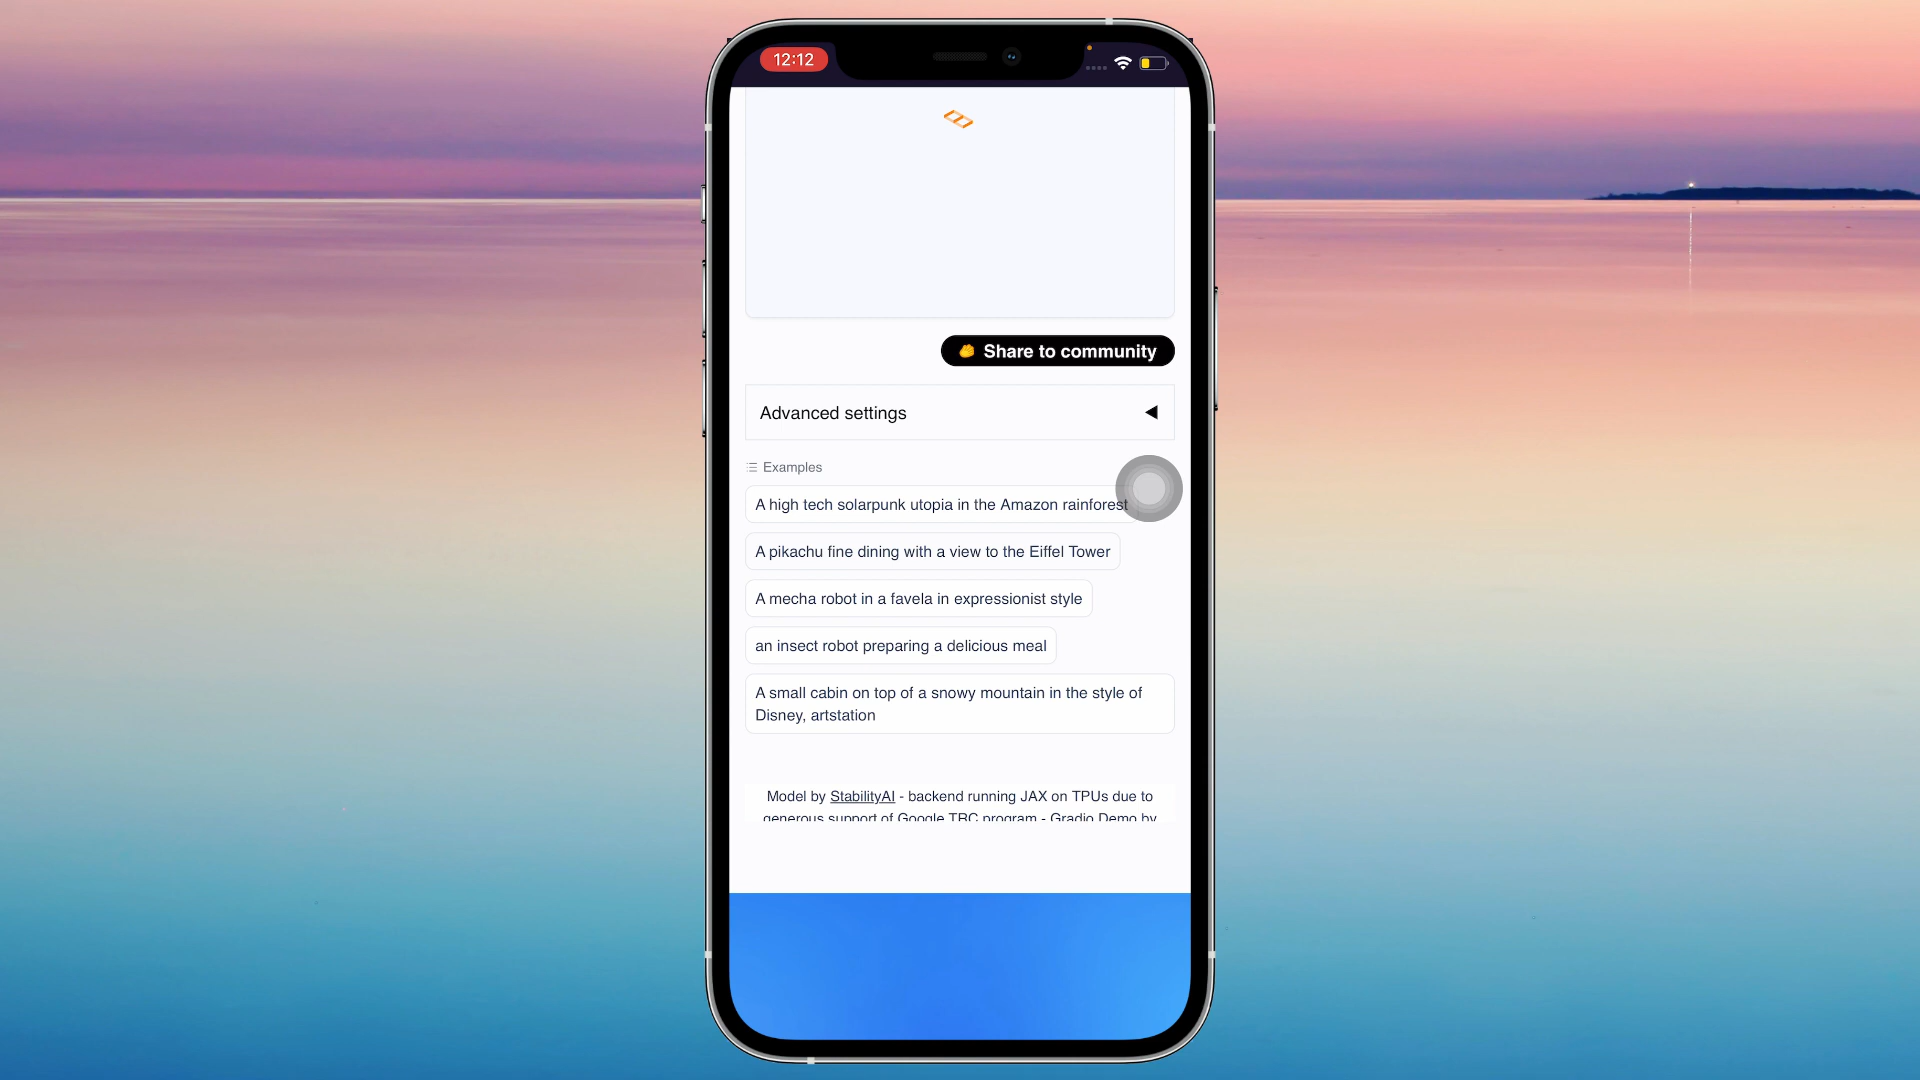 12:12
Share to community
Advanced settings
Examples
A high tech solarpunk utopia in the Amazon rainforest
A pikachu fine dining with a view to the Eiffel Tower
A mecha robot in a favela in expressionist style
an insect robot preparing a delicious meal
A small cabin on top of a snowy mountain in the style of
Disney, artstation
Model by StabilityAI - backend running JAX on TPUs due to
generous support of Google TRC program - Gradio Demo by